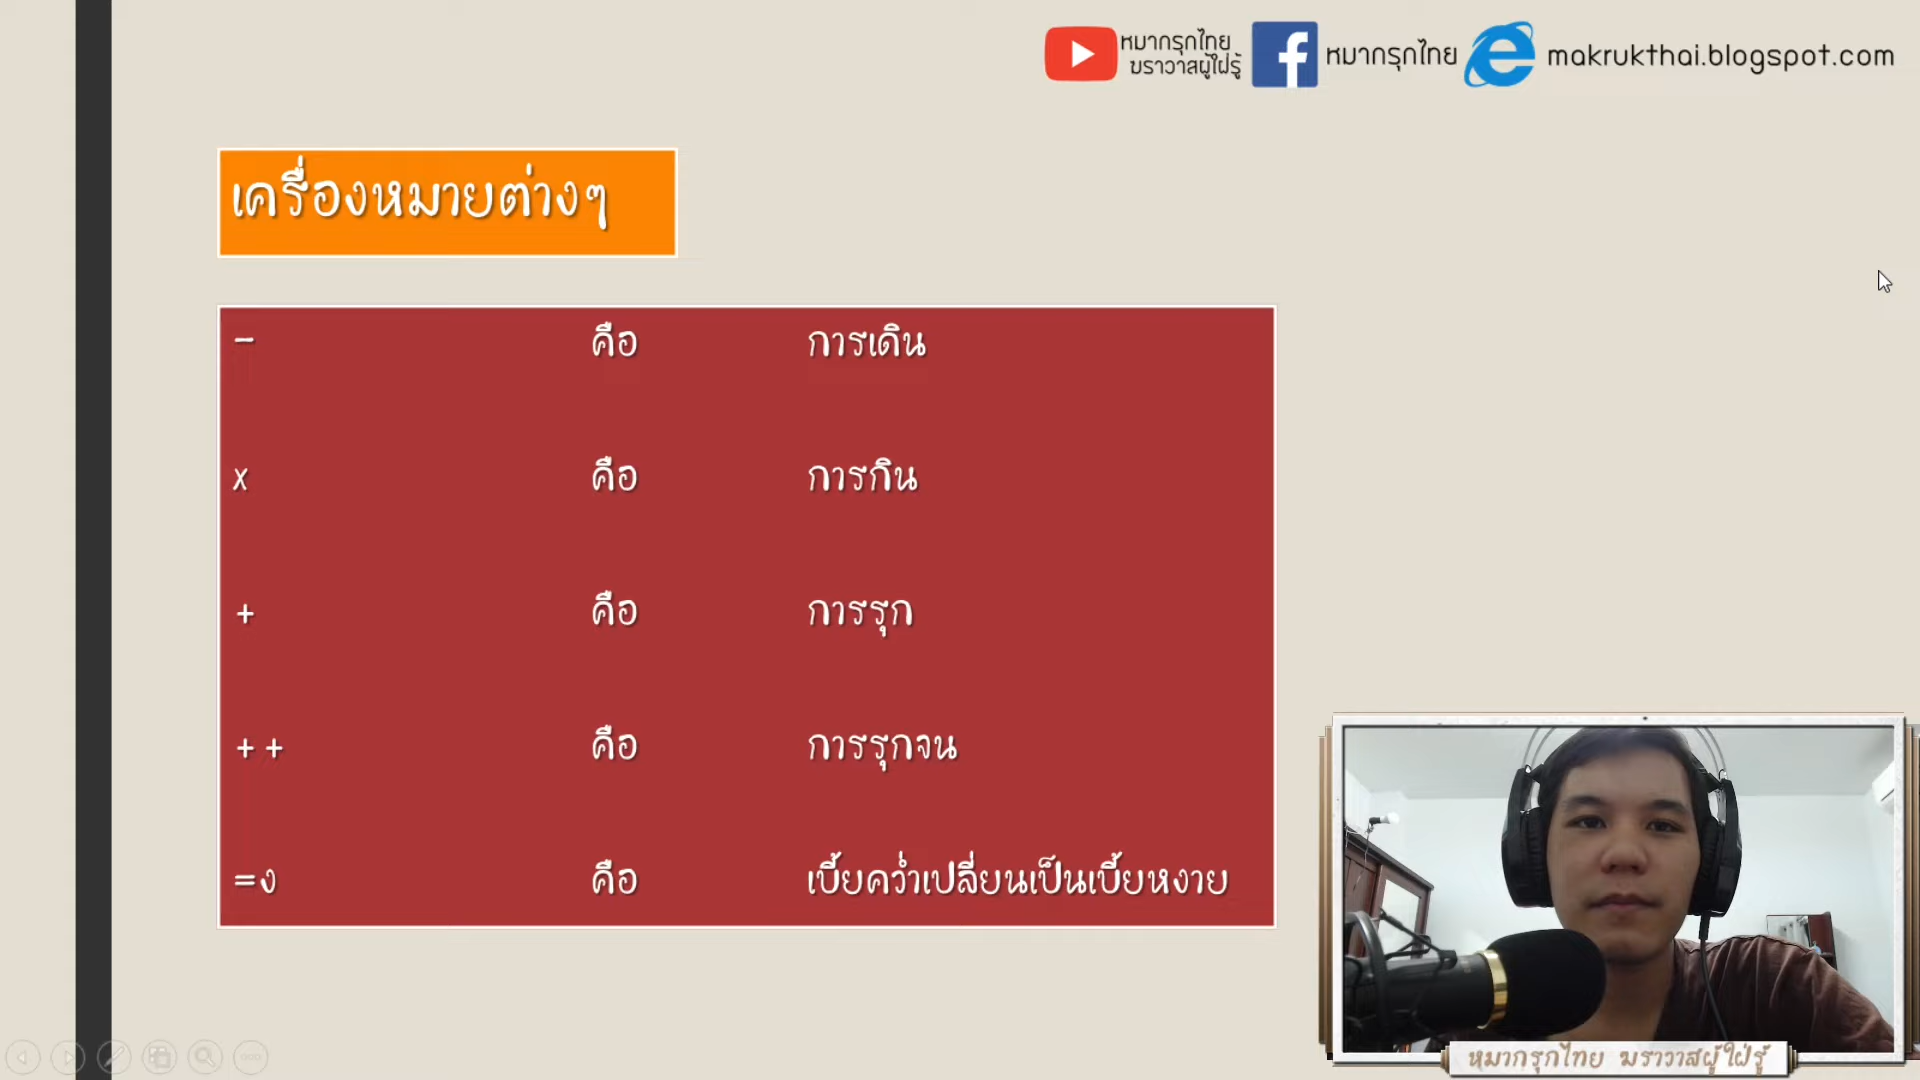 หมากรุกไทย
ฆราวาสผู้ใฝ่รู้
หมากรุกไทย
makrukthai.blogspot.com
เครื่องหมายต่างๆ
- คือ การเดิน
x คือ การกิน
+ คือ การรุก
++ คือ การรุกจน
=ง คือ เบี้ยคว่ำเปลี่ยนเป็นเบี้ยหงาย
หมากรุกไทย ฆราวาสผู้ใฝ่รู้